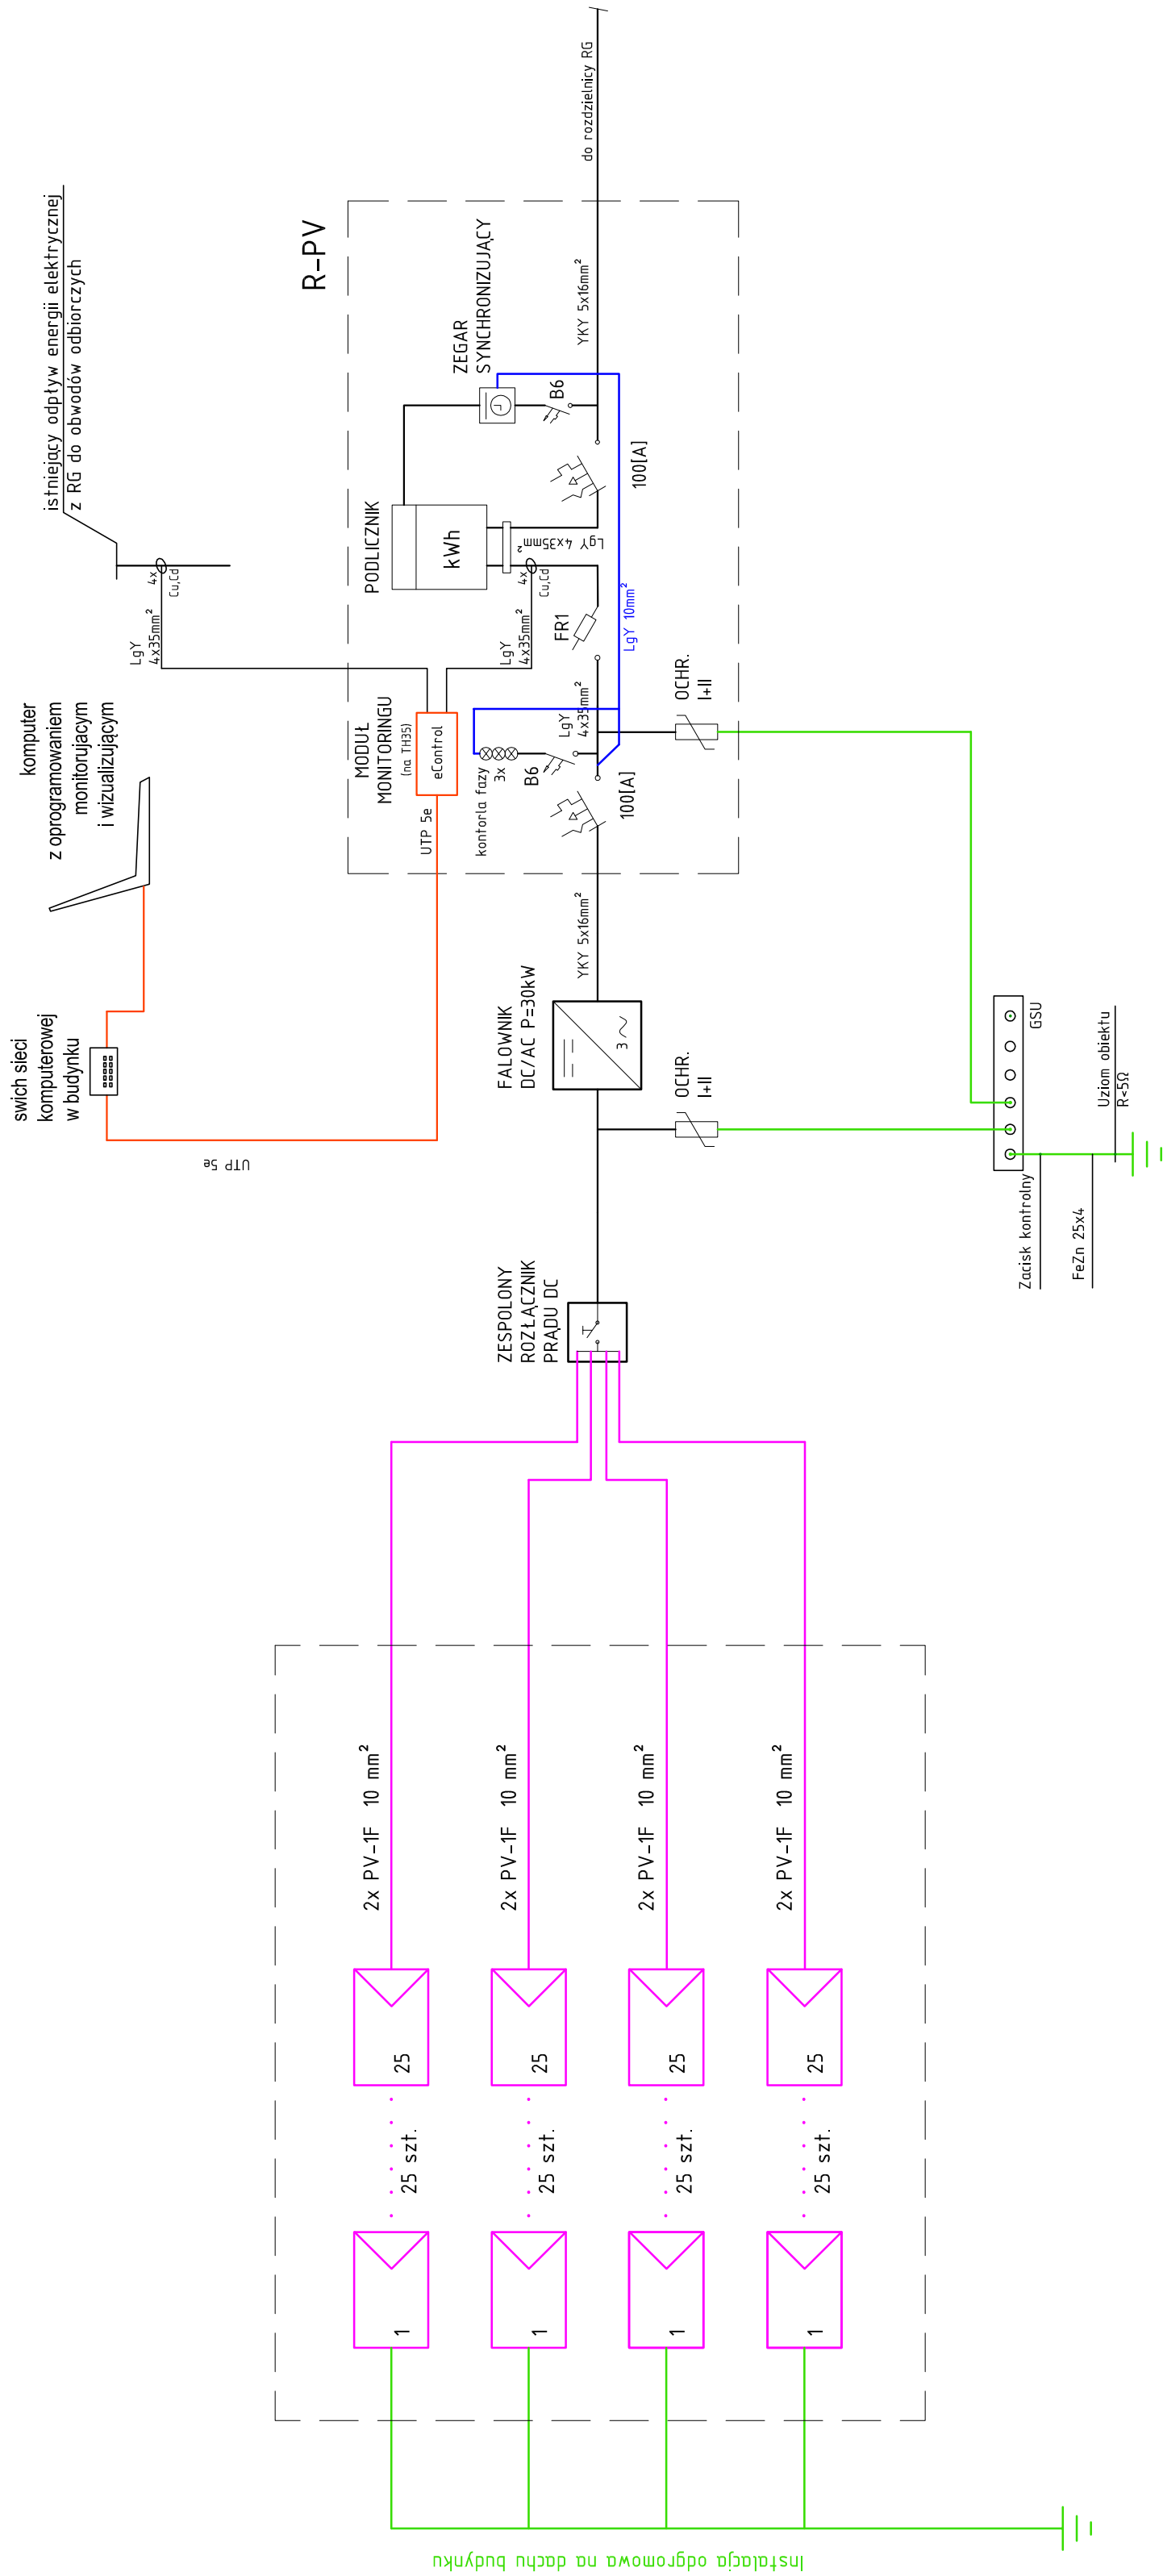 istniejący odpływ energii elektrycznej
z RG do obwodów odbiorczych
4x
Cu,Cd
LgY
4x35mm²
komputer
z oprogramowaniem
monitorujacym
i wizualizującym
swich sieci
komputerowej
w budynku
UTP 5e
R-PV
do rozdzielnicy RG
YKY 5x16mm²
ZEGAR
SYNCHRONIZUJĄCY
B6
100[A]
PODLICZNIK
kWh
LgY 4x35mm²
4x
Cu,Cd
LgY
4x35mm²
FR1
LgY 10mm²
MODUŁ
MONITORINGU
(na TH35)
eControl
UTP 5e
kontorla fazy
3x
B6
LgY
4x35mm²
100[A]
OCHR.
I+II
YKY 5x16mm²
FALOWNIK
DC/AC P=30kW
3
OCHR.
I+II
GSU
Uziom obiektu
R<5Ω
Zacisk kontrolny
FeZn 25x4
ZESPOLONY
ROZŁĄCZNIK
PRĄDU DC
2x PV-1F 10 mm²
2x PV-1F 10 mm²
2x PV-1F 10 mm²
2x PV-1F 10 mm²
25
25
25
25
25 szt.
25 szt.
25 szt.
25 szt.
1
1
1
1
Instalacja odgromowa na dachu budynku